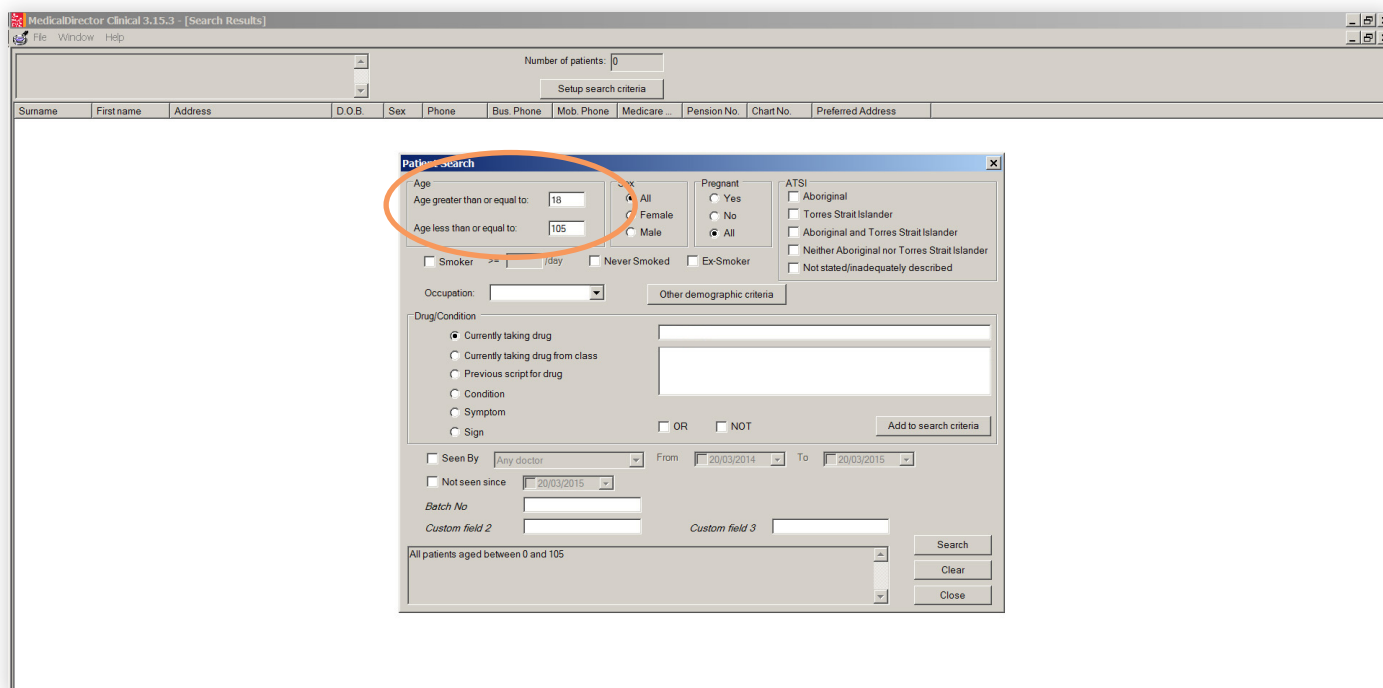 MedicalDirector Clinical 3.15.3 - [Search Results]
File Window Help
Number of patients: 0
Setup search criteria
Surname First name Address D.O.B. Sex Phone Bus. Phone Mob. Phone Medicare ... Pension No. Chart No. Preferred Address
Patient Search
Age
Age greater than or equal to: 18
Age less than or equal to: 105
Sex
All
Female
Male
Pregnant
Yes
No
All
ATSI
Aboriginal
Torres Strait Islander
Aboriginal and Torres Strait Islander
Neither Aboriginal nor Torres Strait Islander
Not stated/inadequately described
Smoker >= /day Never Smoked Ex-Smoker
Occupation:
Other demographic criteria
Drug/Condition
Currently taking drug
Currently taking drug from class
Previous script for drug
Condition
Symptom
Sign
OR NOT
Add to search criteria
Seen By Any doctor From 20/03/2014 To 20/03/2015
Not seen since 20/03/2015
Batch No
Custom field 2 Custom field 3
All patients aged between 0 and 105
Search
Clear
Close